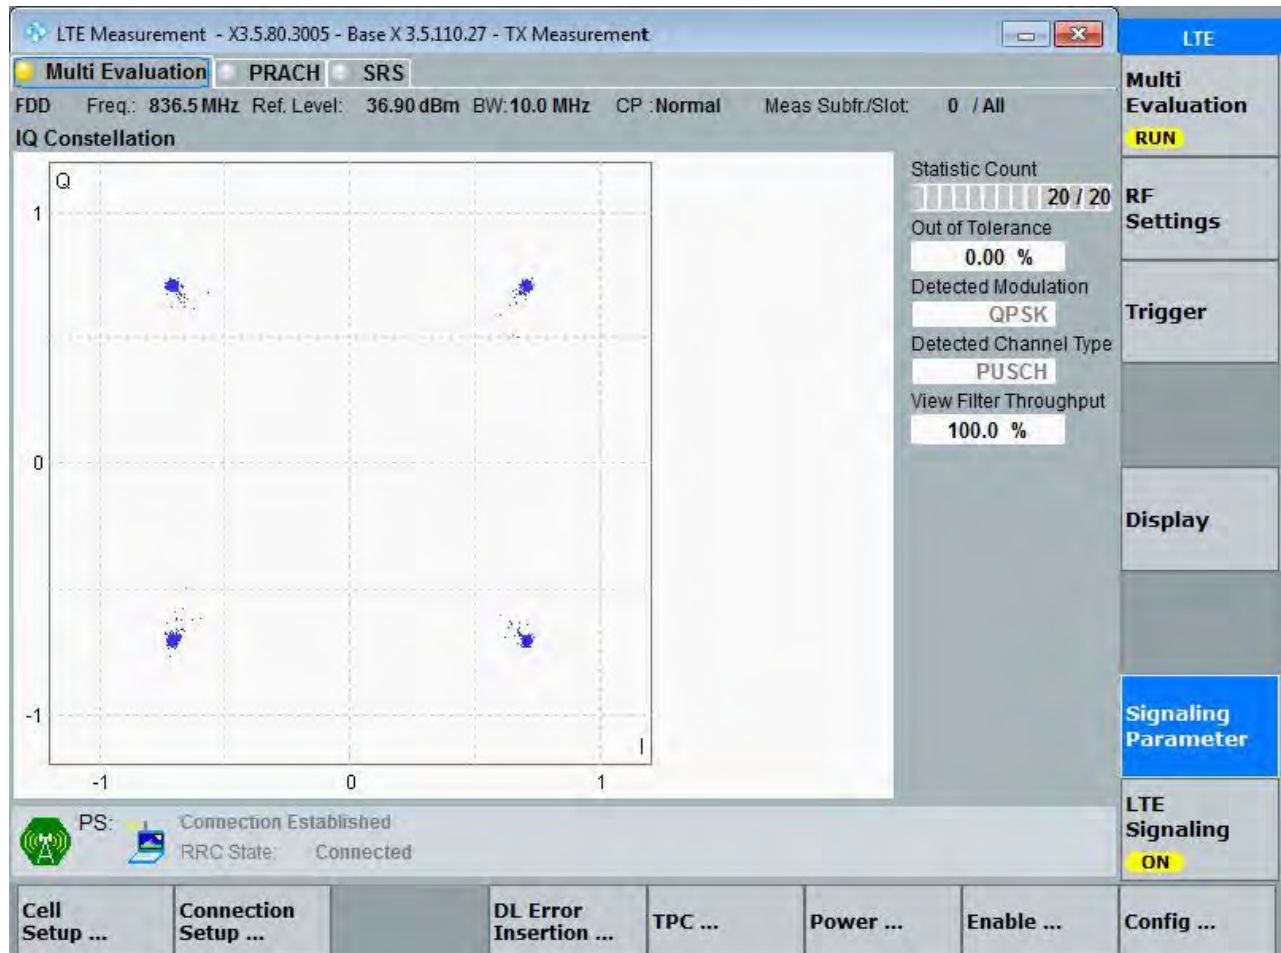 LTE Measurement - X3.5.80.3005 - Base X 3.5.110.27 - TX Measurement
LTE
Multi Evaluation PRACH SRS
FDD Freq.: 836.5 MHz Ref. Level: 36.90 dBm BW: 10.0 MHz CP : Normal Meas Subfr./Slot: 0 / All
IQ Constellation
Q
1
0
-1
I
-1 0 1
Statistic Count
20 / 20
Out of Tolerance
0.00 %
Detected Modulation
QPSK
Detected Channel Type
PUSCH
View Filter Throughput
100.0 %
Multi
Evaluation
RUN
RF
Settings
Trigger
Display
Signaling
Parameter
LTE
Signaling
ON
PS: Connection Established
RRC State: Connected
Cell
Setup ...
Connection
Setup ...
DL Error
Insertion ...
TPC ...
Power ...
Enable ...
Config ...